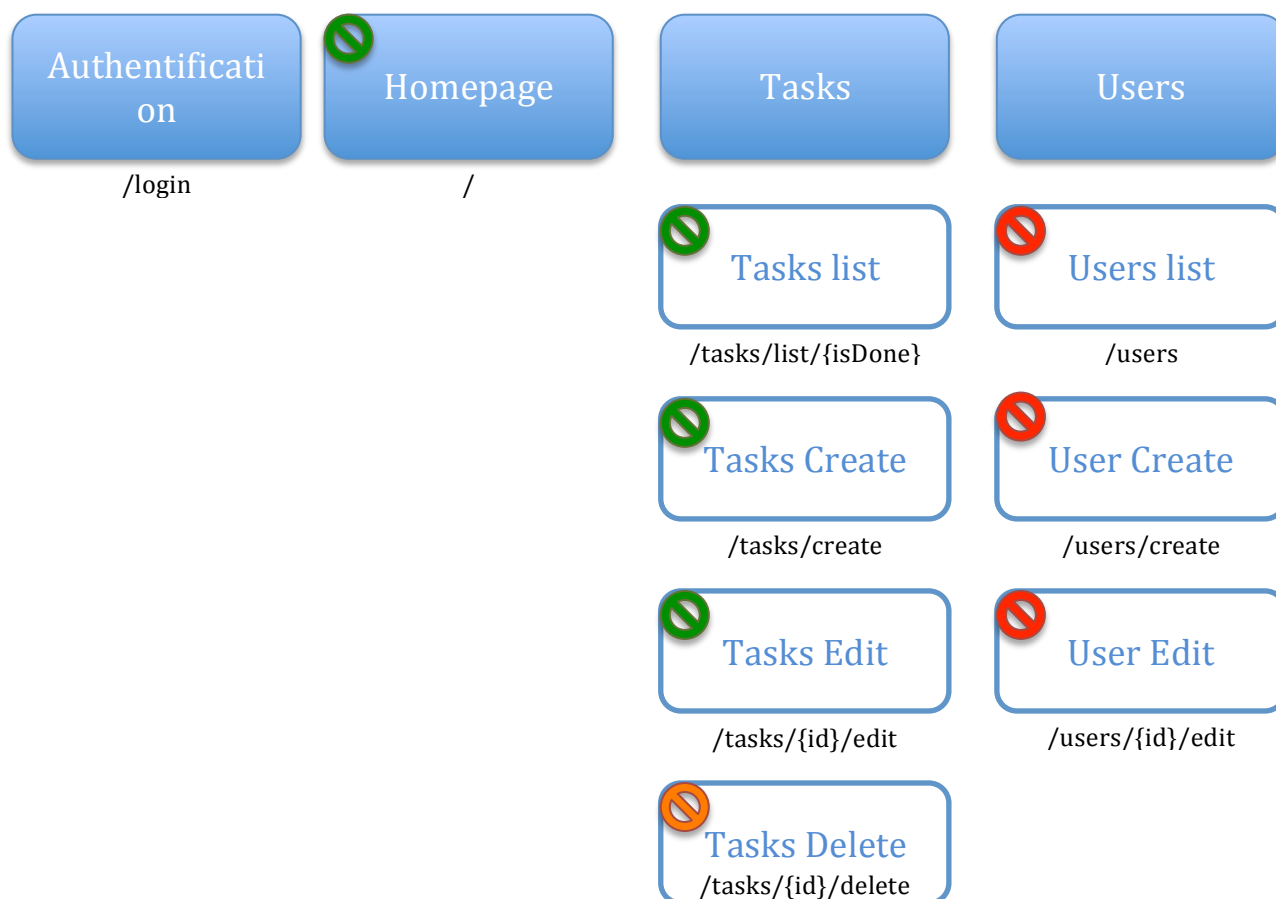 Authentificati
on
/login
Homepage
/
Tasks
Users
Tasks list
/tasks/list/{isDone}
Users list
/users
Tasks Create
/tasks/create
User Create
/users/create
Tasks Edit
/tasks/{id}/edit
User Edit
/users/{id}/edit
Tasks Delete
/tasks/{id}/delete